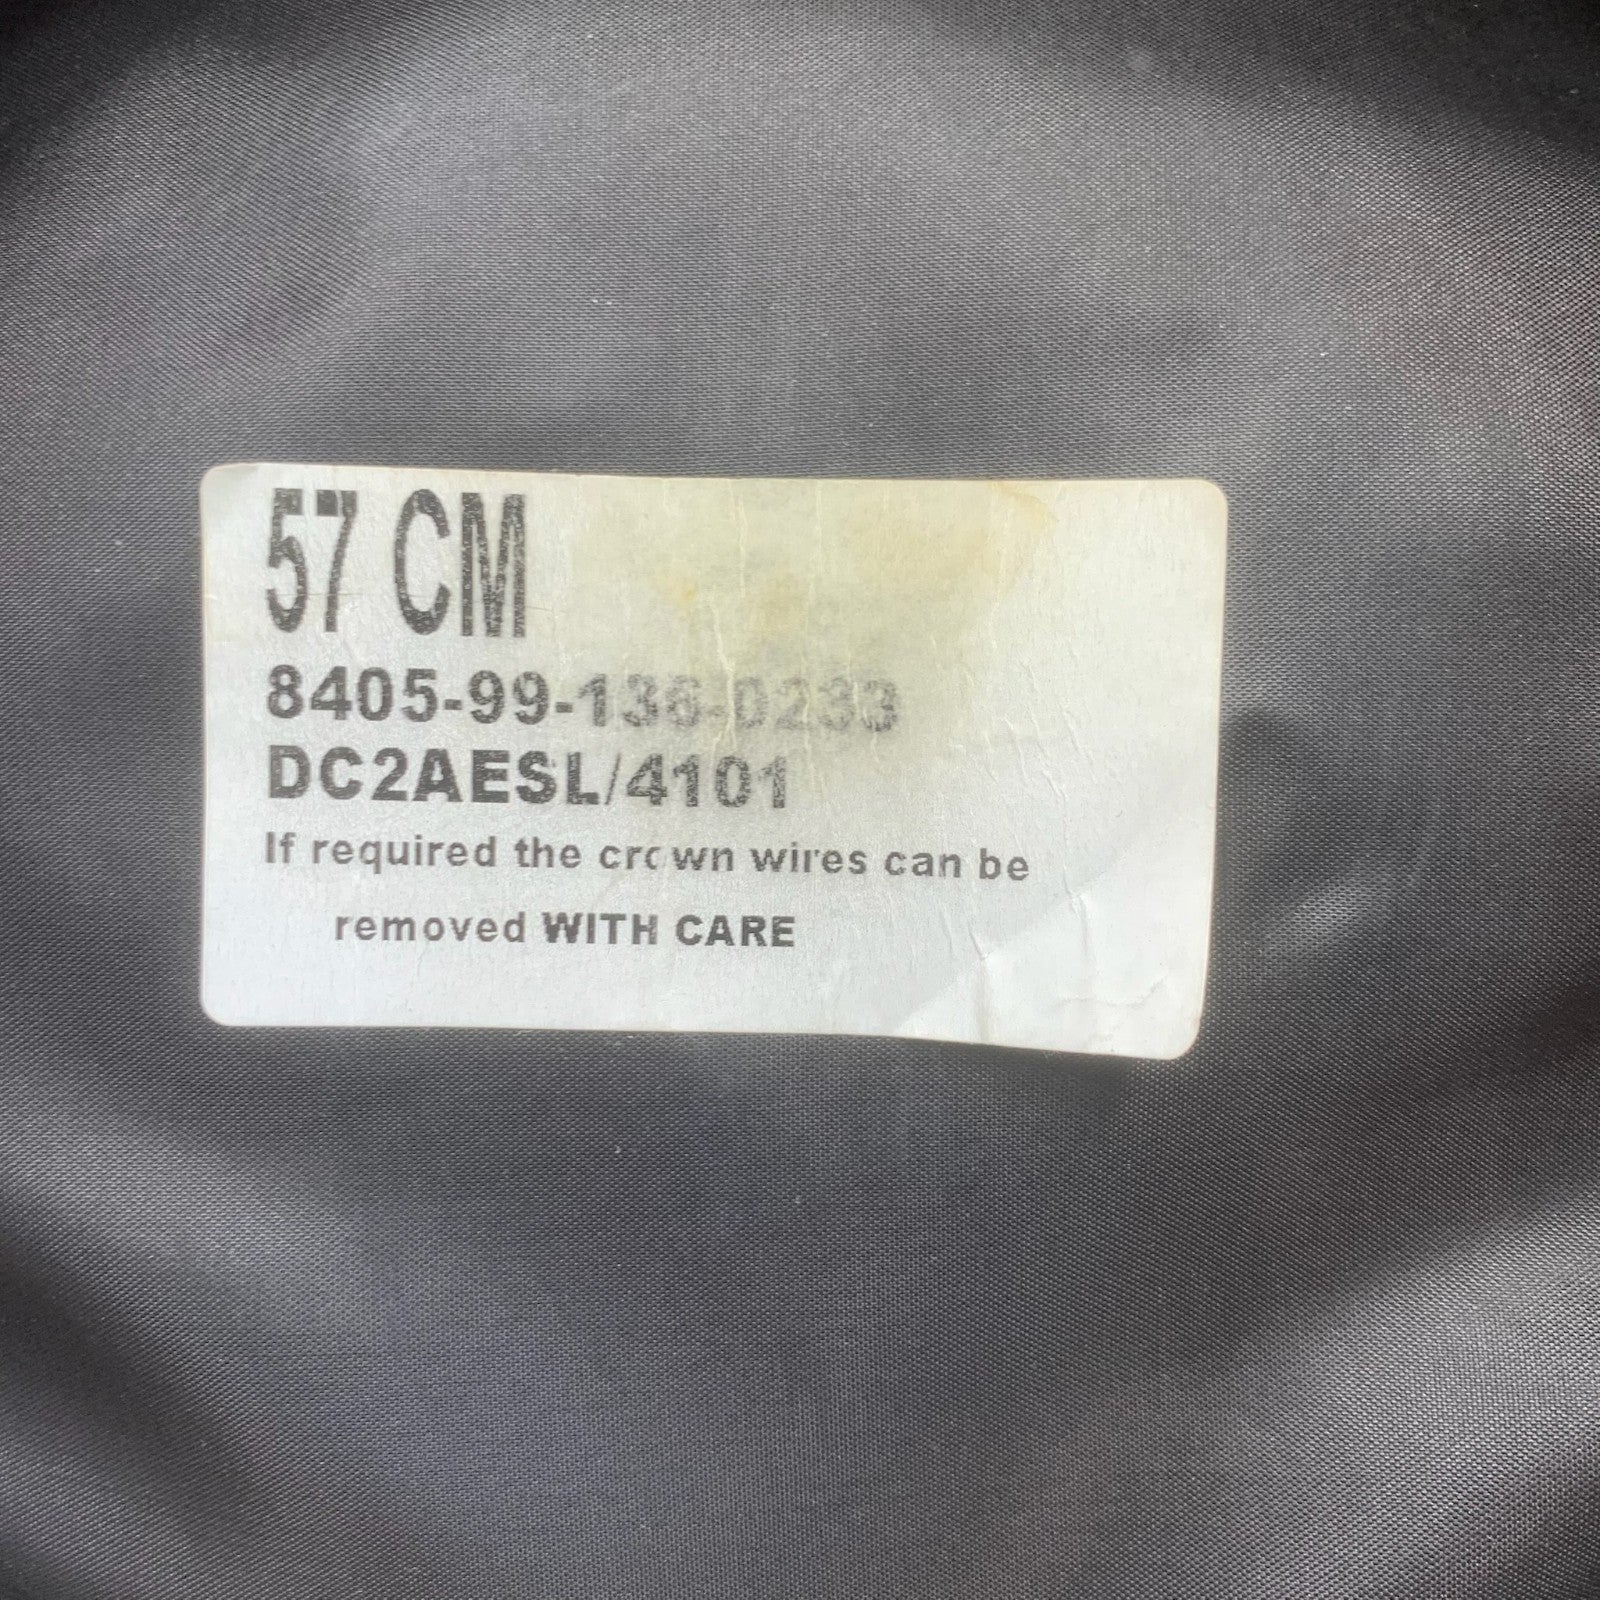 57 CM
8405-99-136-0233
DC2AESL/4101
If required the crown wires can be
removed WITH CARE